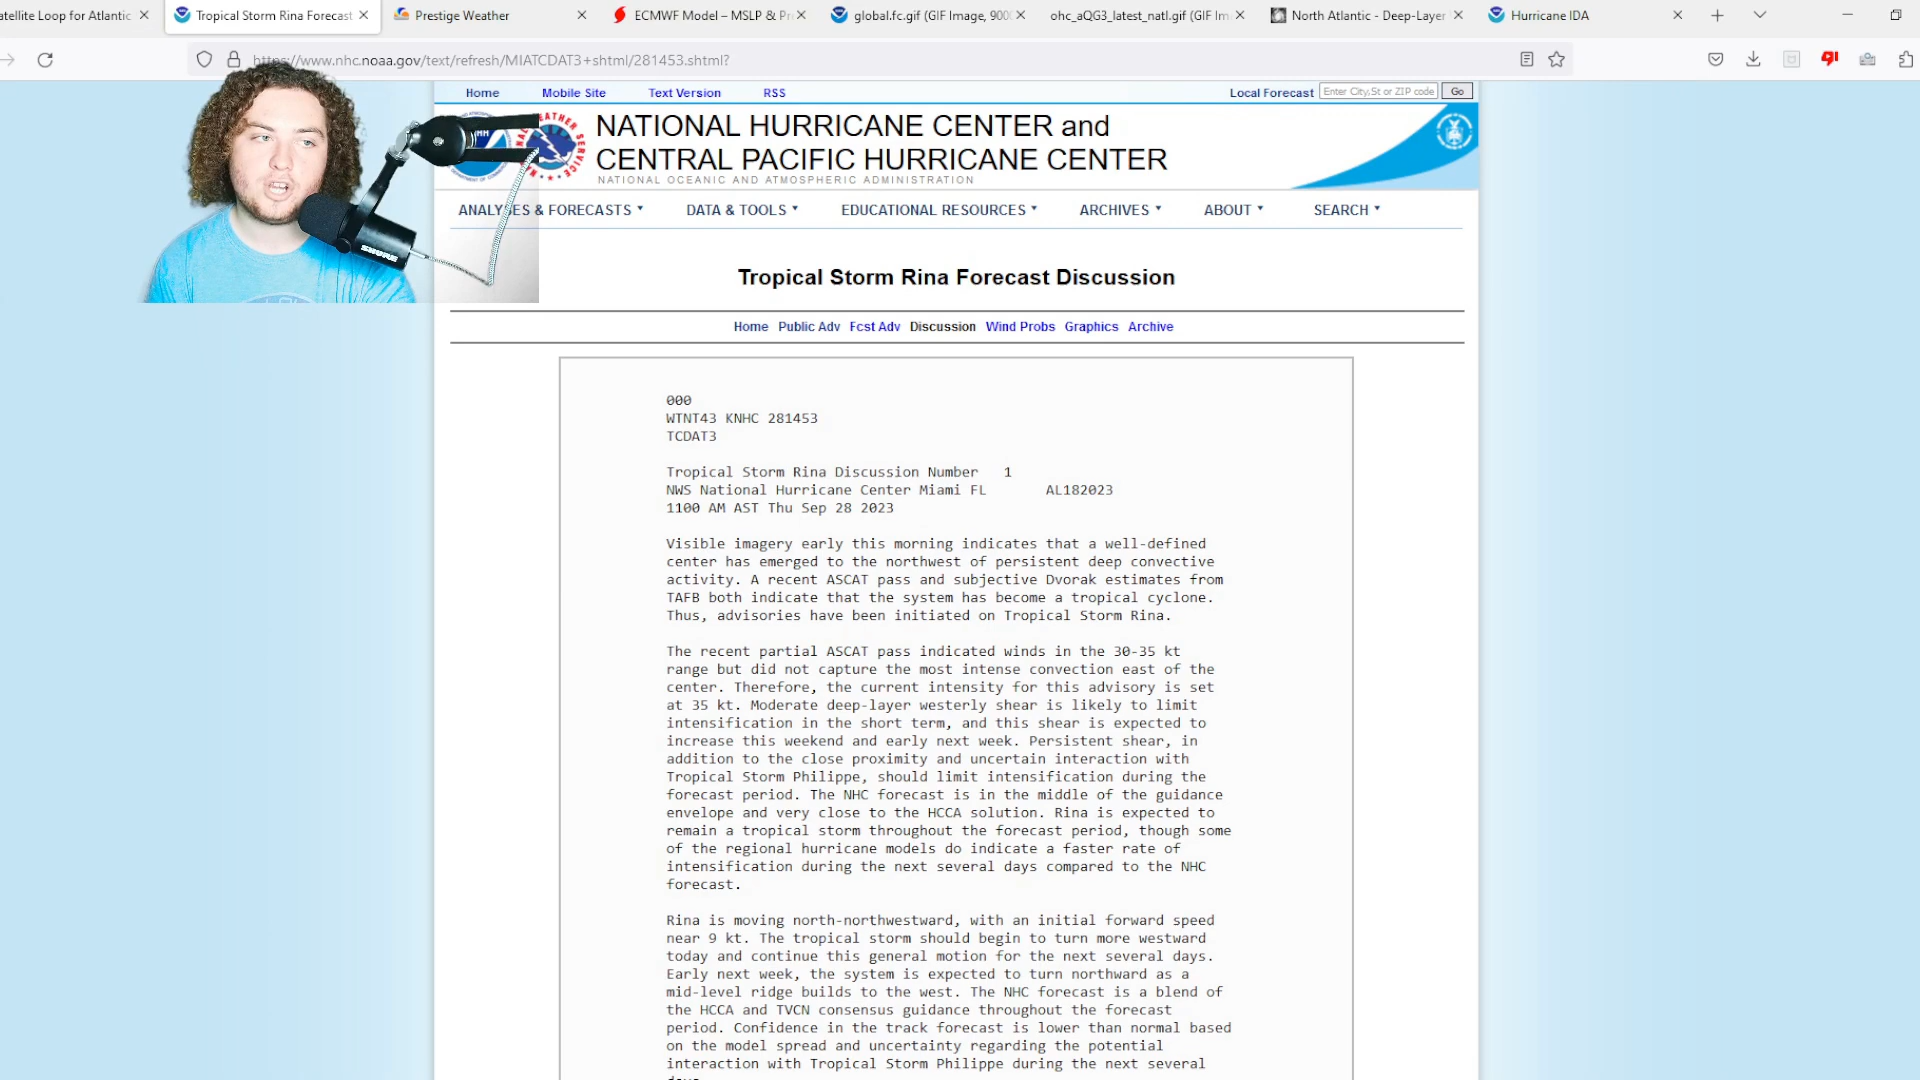 atellite Loop for Atlantic
Tropical Storm Rina Forecast
Prestige Weather
ECMWF Model – MSLP & Pr
global.fc.gif (GIF Image, 900
ohc_aQG3_latest_natl.gif (GIF Im
North Atlantic - Deep-Layer
Hurricane IDA
https://www.nhc.noaa.gov/text/refresh/MIATCDAT3+shtml/281453.shtml?
Home Mobile Site Text Version RSS
Local Forecast Enter City,St or ZIP code Go
NATIONAL HURRICANE CENTER and
CENTRAL PACIFIC HURRICANE CENTER
NATIONAL OCEANIC AND ATMOSPHERIC ADMINISTRATION
ANALYSES & FORECASTS DATA & TOOLS EDUCATIONAL RESOURCES ARCHIVES ABOUT SEARCH
SHURE
Tropical Storm Rina Forecast Discussion
Home Public Adv Fcst Adv Discussion Wind Probs Graphics Archive
000
WTNT43 KNHC 281453
TCDAT3
Tropical Storm Rina Discussion Number 1
NWS National Hurricane Center Miami FL AL182023
1100 AM AST Thu Sep 28 2023
Visible imagery early this morning indicates that a well-defined
center has emerged to the northwest of persistent deep convective
activity. A recent ASCAT pass and subjective Dvorak estimates from
TAFB both indicate that the system has become a tropical cyclone.
Thus, advisories have been initiated on Tropical Storm Rina.
The recent partial ASCAT pass indicated winds in the 30-35 kt
range but did not capture the most intense convection east of the
center. Therefore, the current intensity for this advisory is set
at 35 kt. Moderate deep-layer westerly shear is likely to limit
intensification in the short term, and this shear is expected to
increase this weekend and early next week. Persistent shear, in
addition to the close proximity and uncertain interaction with
Tropical Storm Philippe, should limit intensification during the
forecast period. The NHC forecast is in the middle of the guidance
envelope and very close to the HCCA solution. Rina is expected to
remain a tropical storm throughout the forecast period, though some
of the regional hurricane models do indicate a faster rate of
intensification during the next several days compared to the NHC
forecast.
Rina is moving north-northwestward, with an initial forward speed
near 9 kt. The tropical storm should begin to turn more westward
today and continue this general motion for the next several days.
Early next week, the system is expected to turn northward as a
mid-level ridge builds to the west. The NHC forecast is a blend of
the HCCA and TVCN consensus guidance throughout the forecast
period. Confidence in the track forecast is lower than normal based
on the model spread and uncertainty regarding the potential
interaction with Tropical Storm Philippe during the next several